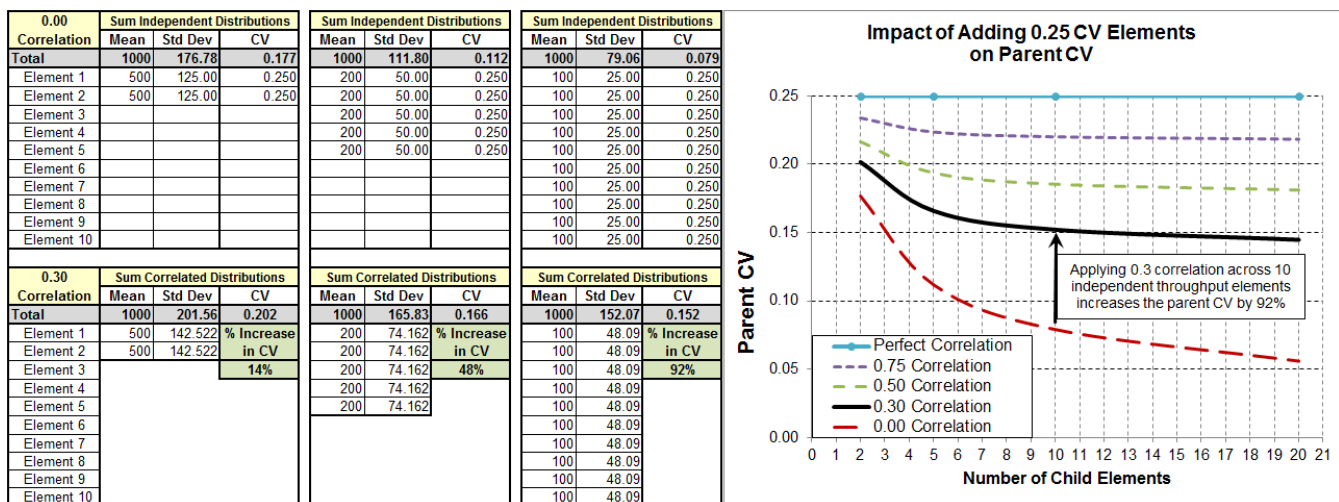 0.00 Sum Independent Distributions Sum Independent Distributions Sum Independent Distributions
Correlation Mean Std Dev CV Mean Std Dev CV Mean Std Dev CV
Total 1000 176.78 0.177 1000 111.80 0.112 1000 79.06 0.079
Element 1 500 125.00 0.250 200 50.00 0.250 100 25.00 0.250
Element 2 500 125.00 0.250 200 50.00 0.250 100 25.00 0.250
Element 3 200 50.00 0.250 100 25.00 0.250
Element 4 200 50.00 0.250 100 25.00 0.250
Element 5 200 50.00 0.250 100 25.00 0.250
Element 6 100 25.00 0.250
Element 7 100 25.00 0.250
Element 8 100 25.00 0.250
Element 9 100 25.00 0.250
Element 10 100 25.00 0.250
0.30 Sum Correlated Distributions Sum Correlated Distributions Sum Correlated Distributions
Correlation Mean Std Dev CV Mean Std Dev CV Mean Std Dev CV
Total 1000 201.56 0.202 1000 165.83 0.166 1000 152.07 0.152
Element 1 500 142.522 % Increase 200 74.162 % Increase 100 48.09 % Increase
Element 2 500 142.522 in CV 200 74.162 in CV 100 48.09 in CV
Element 3 14% 200 74.162 48% 100 48.09 92%
Element 4 200 74.162 100 48.09
Element 5 200 74.162 100 48.09
Element 6 100 48.09
Element 7 100 48.09
Element 8 100 48.09
Element 9 100 48.09
Element 10 100 48.09
Impact of Adding 0.25 CV Elements
on Parent CV
0.25
0.20
0.15
0.10
0.05
0.00
Parent CV
Applying 0.3 correlation across 10
independent throughput elements
increases the parent CV by 92%
Perfect Correlation
0.75 Correlation
0.50 Correlation
0.30 Correlation
0.00 Correlation
0 1 2 3 4 5 6 7 8 9 10 11 12 13 14 15 16 17 18 19 20 21
Number of Child Elements